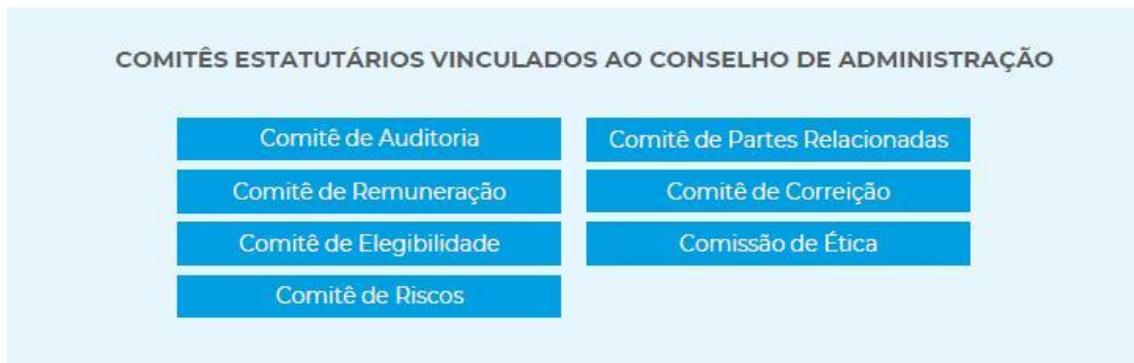 COMITÊS ESTATUTÁRIOS VINCULADOS AO CONSELHO DE ADMINISTRAÇÃO
Comitê de Auditoria
Comitê de Remuneração
Comitê de Elegibilidade
Comitê de Riscos
Comitê de Partes Relacionadas
Comitê de Correição
Comissão de Ética